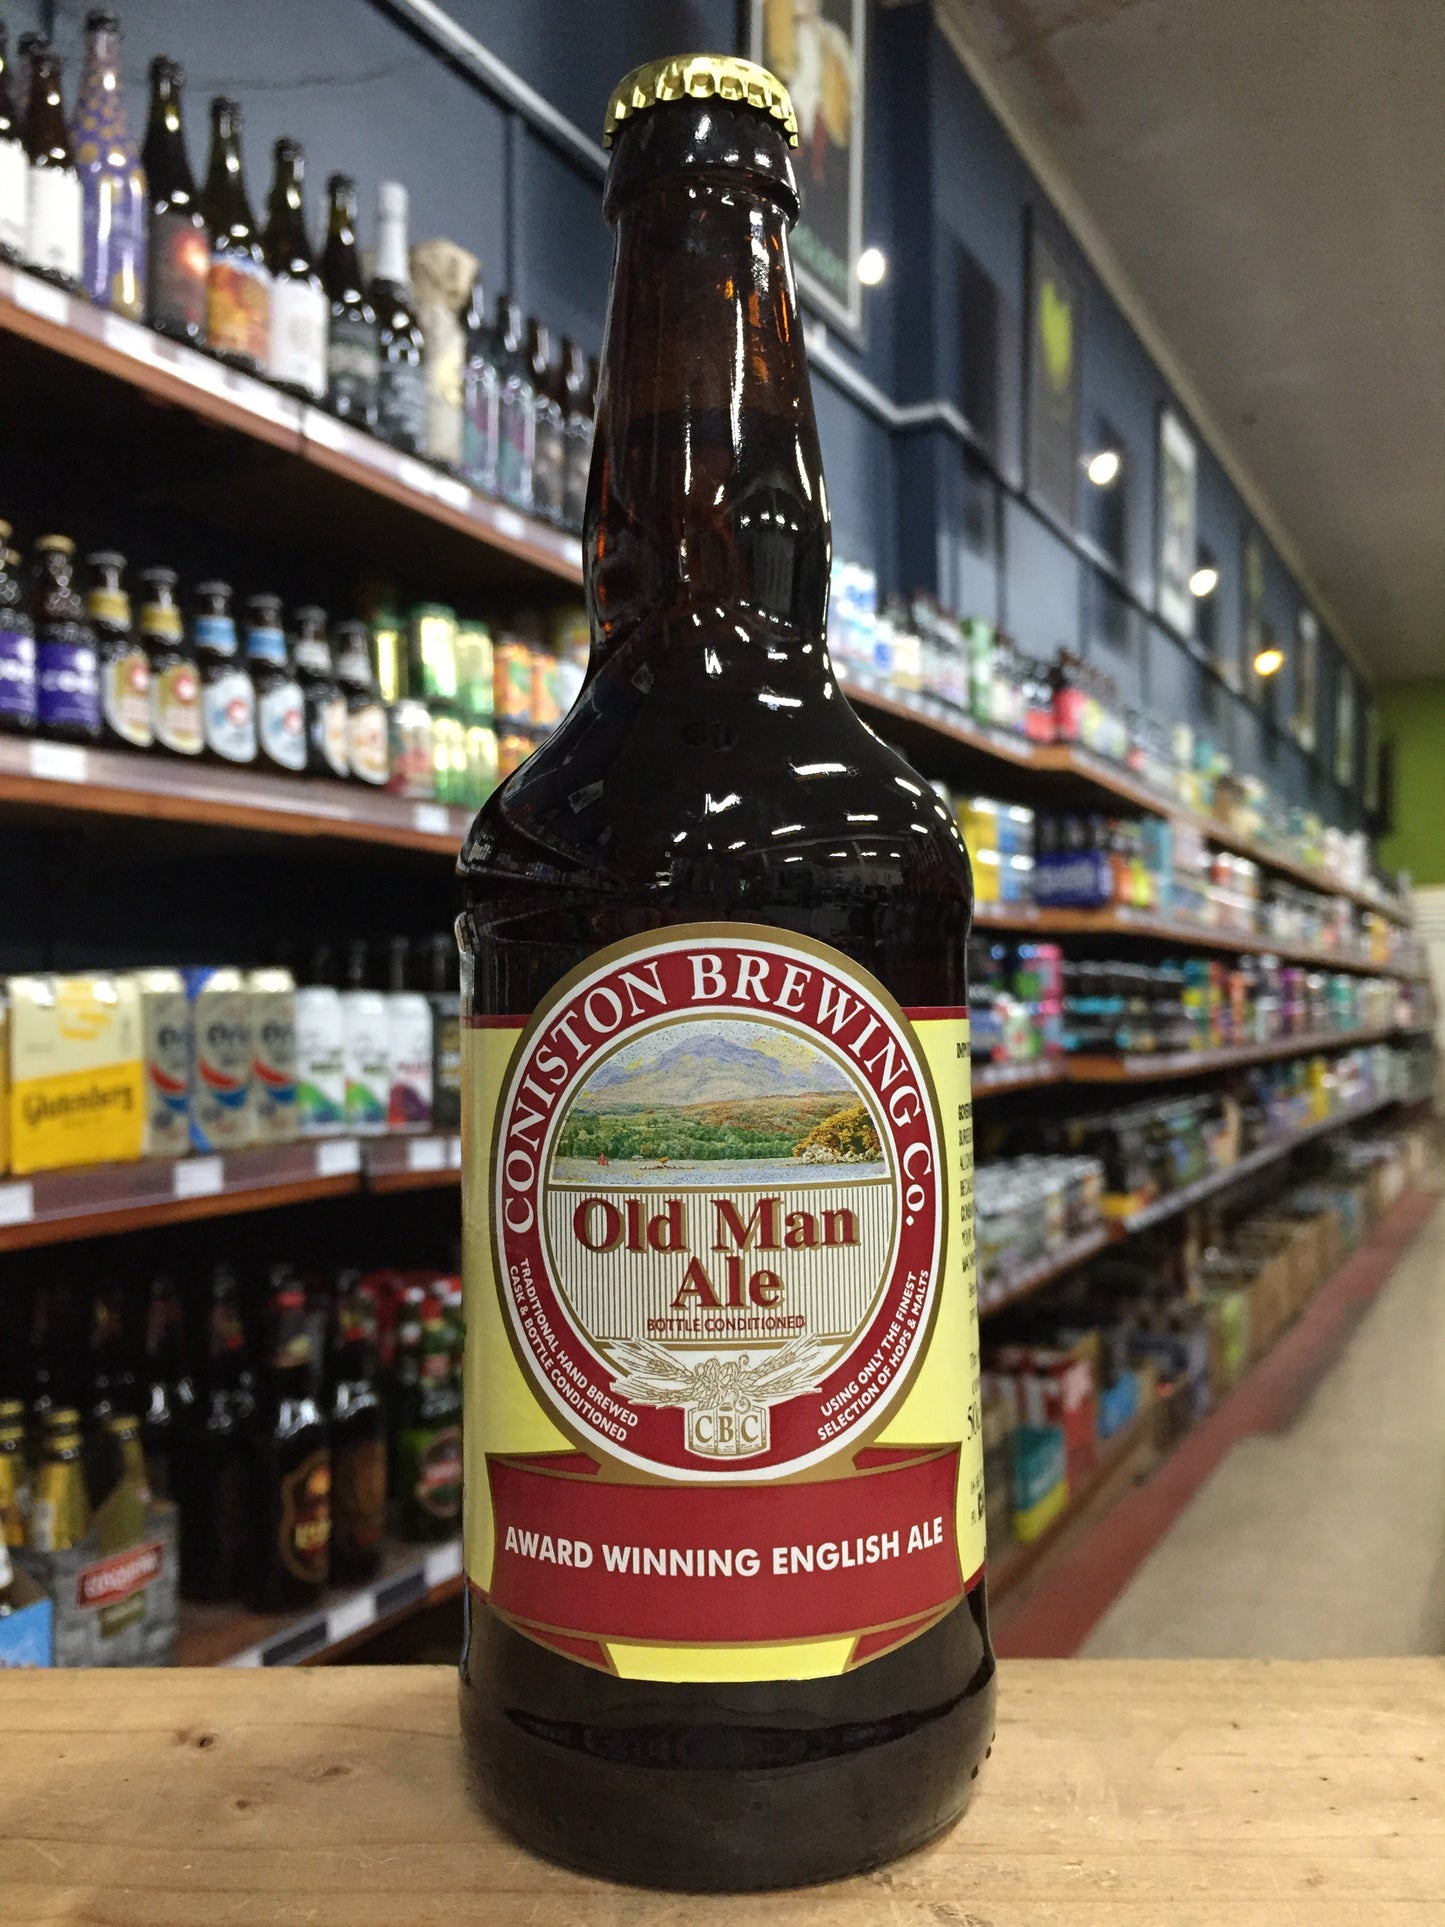 CONISTON BREWING Co.
Old Man
Ale
BOTTLE CONDITIONED
TRADITIONAL HAND BREWED
CASK & BOTTLE CONDITIONED
USING ONLY THE FINEST
SELECTION OF HOPS & MALTS
CBC
AWARD WINNING ENGLISH ALE
Glutenberg